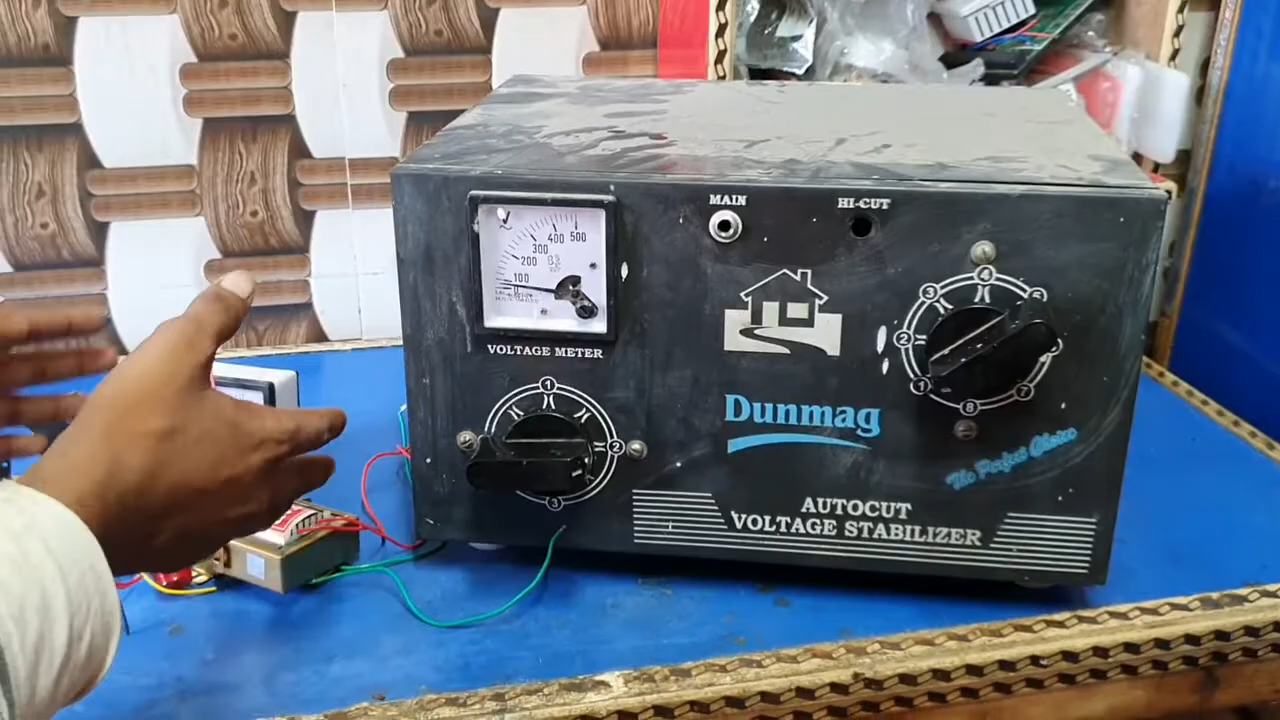 MAIN
HI-CUT
500
400
300
200
100
0
VOLTAGE METER
1
2
3
4
3
2
1
7
8
Dunmag
The Perfect Choice
AUTOCUT
VOLTAGE STABILIZER